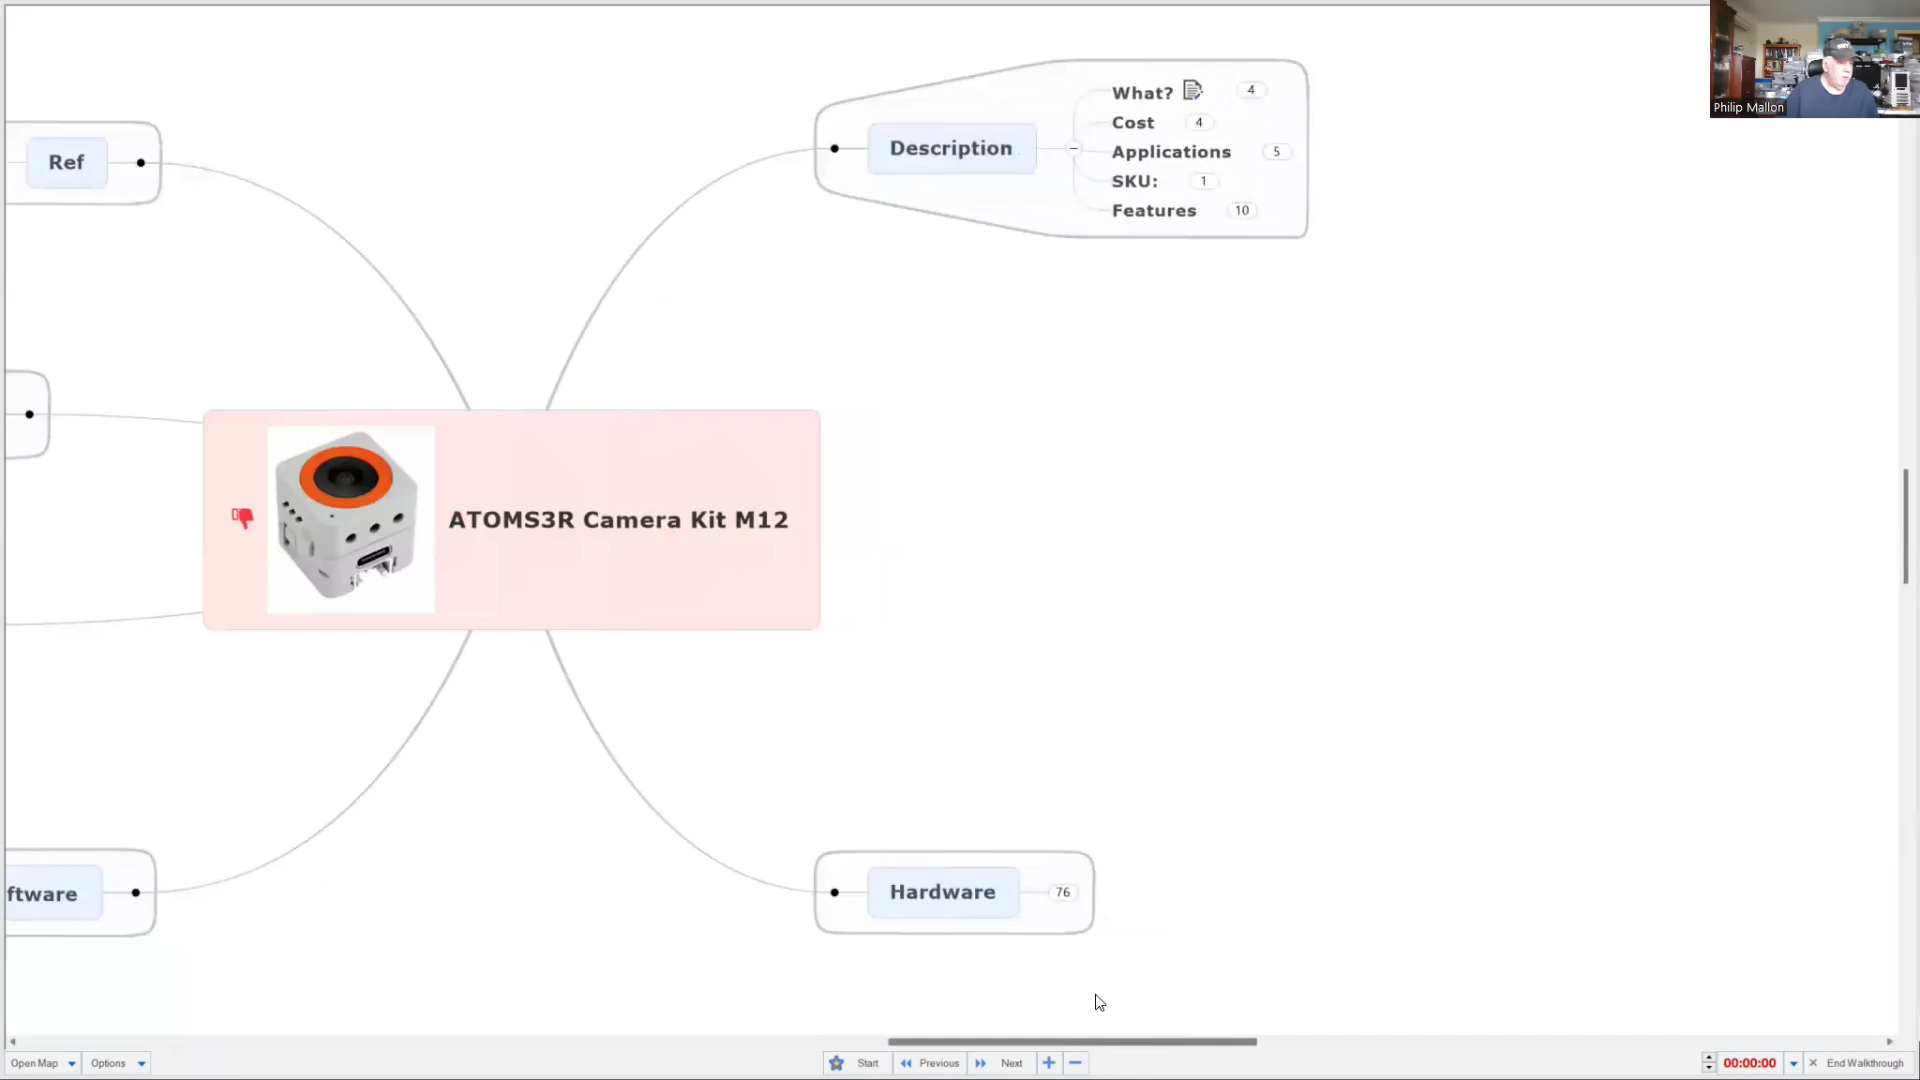 Philip Mallon
What?
4
Cost
4
Applications
5
SKU:
1
Features
10
Description
Ref
ATOMS3R Camera Kit M12
ftware
Hardware
76
Open Map
Options
Start
Previous
Next
00:00:00
End Walkthrough